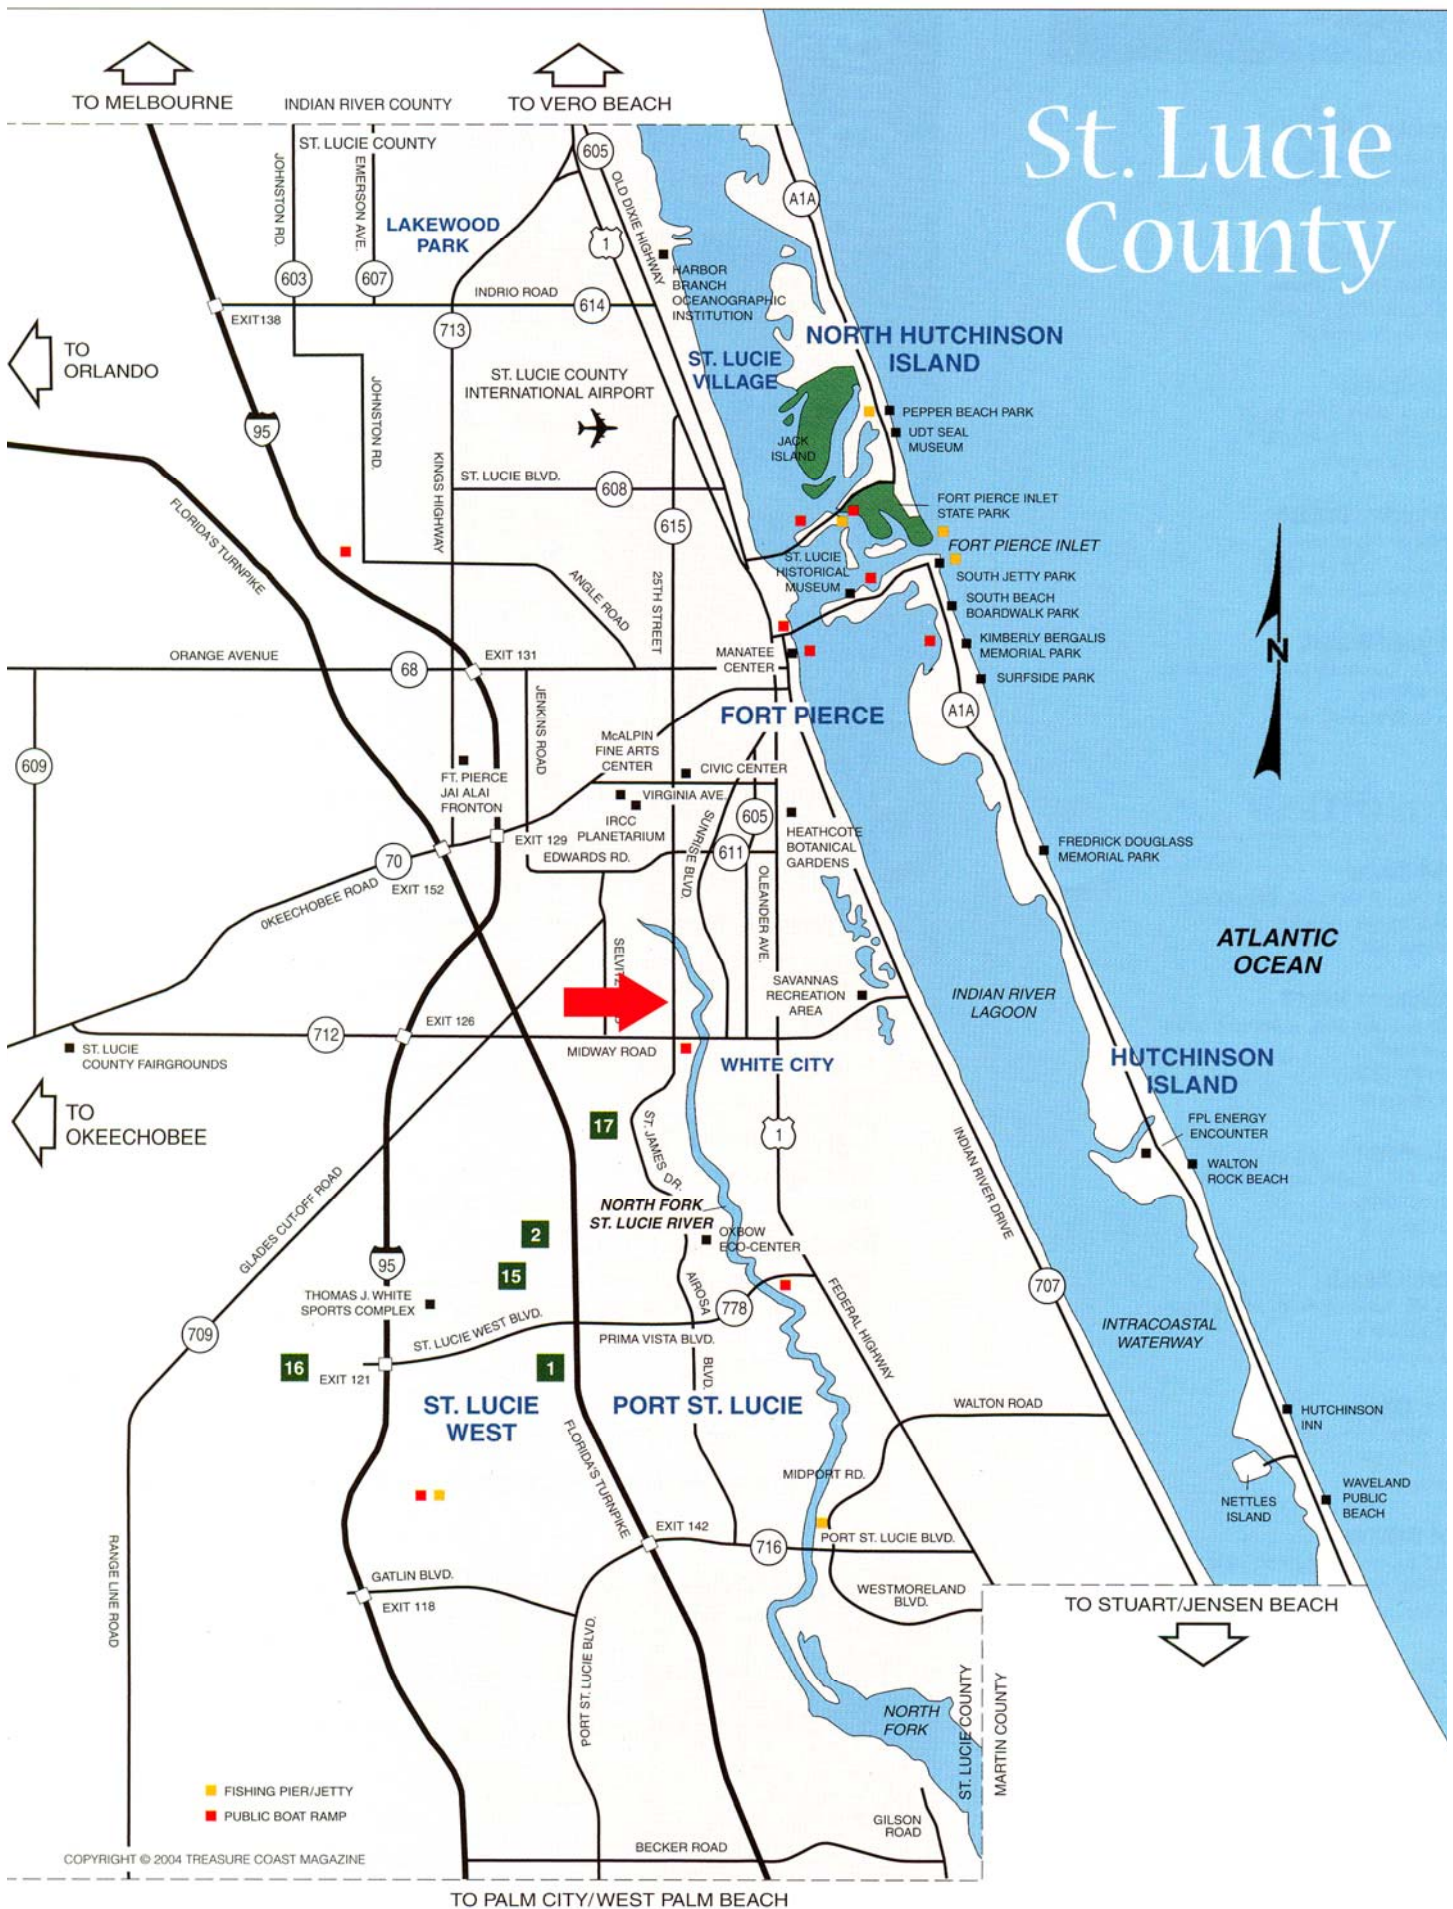 TO MELBOURNE
INDIAN RIVER COUNTY
TO VERO BEACH
ST. LUCIE COUNTY
St. Lucie
County
605
JOHNSTON RD.
EMERSON AVE.
OLD DIXIE HIGHWAY
A1A
LAKEWOOD
PARK
1
603
607
HARBOR
BRANCH
OCEANOGRAPHIC
INSTITUTION
INDRIO ROAD
614
EXIT138
713
TO
ORLANDO
NORTH HUTCHINSON
ISLAND
ST. LUCIE
VILLAGE
ST. LUCIE COUNTY
INTERNATIONAL AIRPORT
JOHNSTON RD.
95
PEPPER BEACH PARK
UDT SEAL
MUSEUM
JACK
ISLAND
KINGS HIGHWAY
ST. LUCIE BLVD.
608
FORT PIERCE INLET
STATE PARK
FLORIDA'S TURNPIKE
615
FORT PIERCE INLET
ST. LUCIE
HISTORICAL
MUSEUM
SOUTH JETTY PARK
ANGLE ROAD
25TH STREET
SOUTH BEACH
BOARDWALK PARK
N
KIMBERLY BERGALIS
MEMORIAL PARK
ORANGE AVENUE
68
EXIT 131
MANATEE
CENTER
SURFSIDE PARK
JENKINS ROAD
FORT PIERCE
A1A
McALPIN
FINE ARTS
CENTER
609
FT. PIERCE
JAI ALAI
FRONTON
CIVIC CENTER
VIRGINIA AVE.
IRCC
PLANETARIUM
SUNRISE BLVD.
605
HEATHCOTE
BOTANICAL
GARDENS
EXIT 129
EDWARDS RD.
611
FREDRICK DOUGLASS
MEMORIAL PARK
70
EXIT 152
OKEECHOBEE ROAD
OLEANDER AVE.
ATLANTIC
OCEAN
SAVANNAS
RECREATION
AREA
INDIAN RIVER
LAGOON
712
EXIT 126
MIDWAY ROAD
ST. LUCIE
COUNTY FAIRGROUNDS
WHITE CITY
HUTCHINSON
ISLAND
TO
OKEECHOBEE
17
ST. JAMES DR.
1
FPL ENERGY
ENCOUNTER
WALTON
ROCK BEACH
INDIAN RIVER DRIVE
GLADES CUT-OFF ROAD
NORTH FORK
ST. LUCIE RIVER
2
OXBOW
ECO-CENTER
95
15
THOMAS J. WHITE
SPORTS COMPLEX
AIROSA
BLVD.
778
FEDERAL HIGHWAY
707
709
ST. LUCIE WEST BLVD.
PRIMA VISTA BLVD.
INTRACOASTAL
WATERWAY
16
EXIT 121
1
ST. LUCIE
WEST
PORT ST. LUCIE
WALTON ROAD
HUTCHINSON
INN
FLORIDA'S TURNPIKE
MIDPORT RD.
NETTLES
ISLAND
WAVELAND
PUBLIC
BEACH
EXIT 142
716
PORT ST. LUCIE BLVD.
RANGE LINE ROAD
GATLIN BLVD.
EXIT 118
WESTMORELAND
BLVD.
TO STUART/JENSEN BEACH
PORT ST. LUCIE BLVD.
NORTH
FORK
ST. LUCIE COUNTY
MARTIN COUNTY
FISHING PIER/JETTY
PUBLIC BOAT RAMP
GILSON
ROAD
BECKER ROAD
COPYRIGHT © 2004 TREASURE COAST MAGAZINE
TO PALM CITY/WEST PALM BEACH